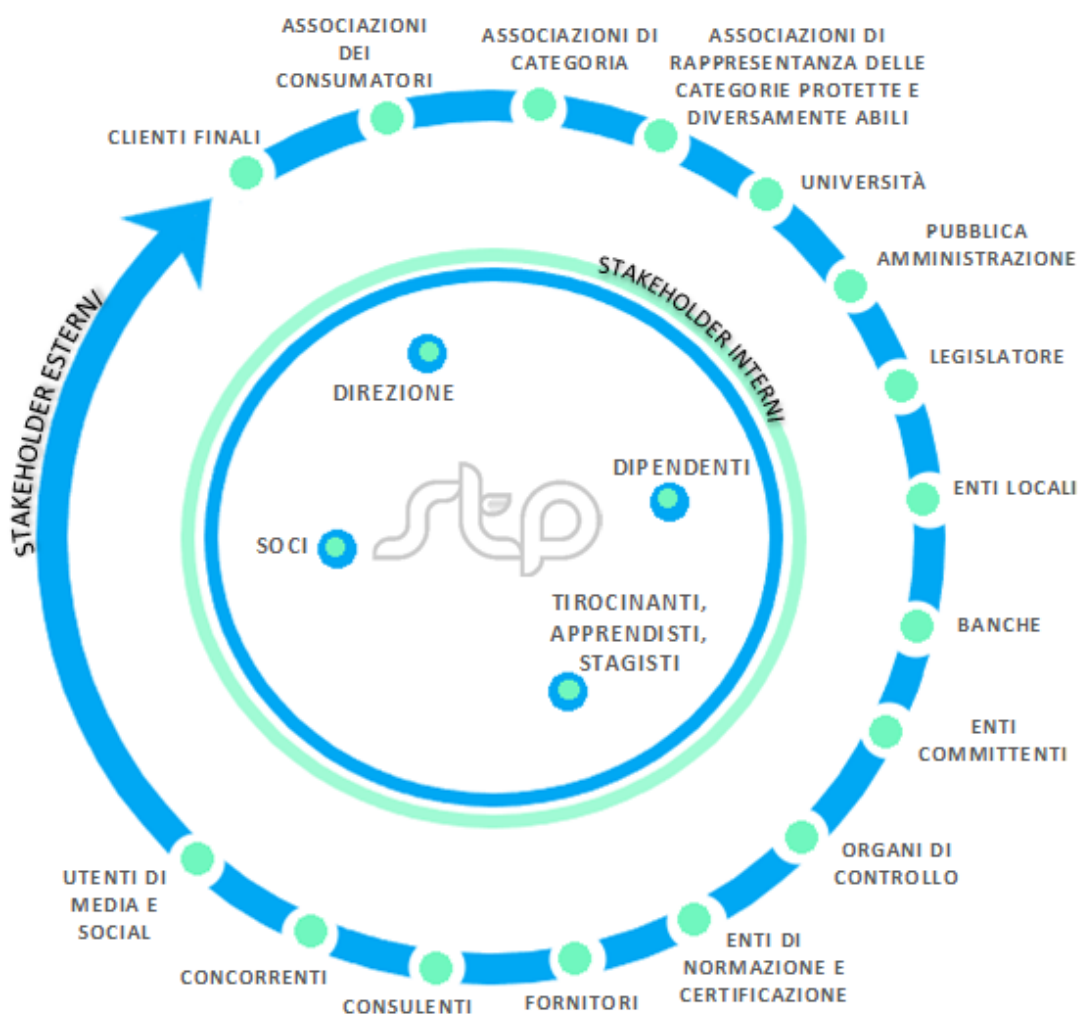 ASSOCIAZIONI
DEI
CONSUMATORI
ASSOCIAZIONI DI
CATEGORIA
ASSOCIAZIONI DI
RAPPRESENTANZA DELLE
CATEGORIE PROTETTE E
DIVERSAMENTE ABILI
CLIENTI FINALI
UNIVERSITÀ
PUBBLICA
AMMINISTRAZIONE
STAKEHOLDER ESTERNI
STAKEHOLDER INTERNI
LEGISLATORE
DIREZIONE
DIPENDENTI
ENTI LOCALI
stp
SOCI
TIROCINANTI,
APPRENDISTI,
STAGISTI
BANCHE
ENTI
COMMITTENTI
ORGANI DI
CONTROLLO
UTENTI DI
MEDIA E
SOCIAL
ENTI DI
NORMAZIONE E
CERTIFICAZIONE
CONCORRENTI
CONSULENTI
FORNITORI